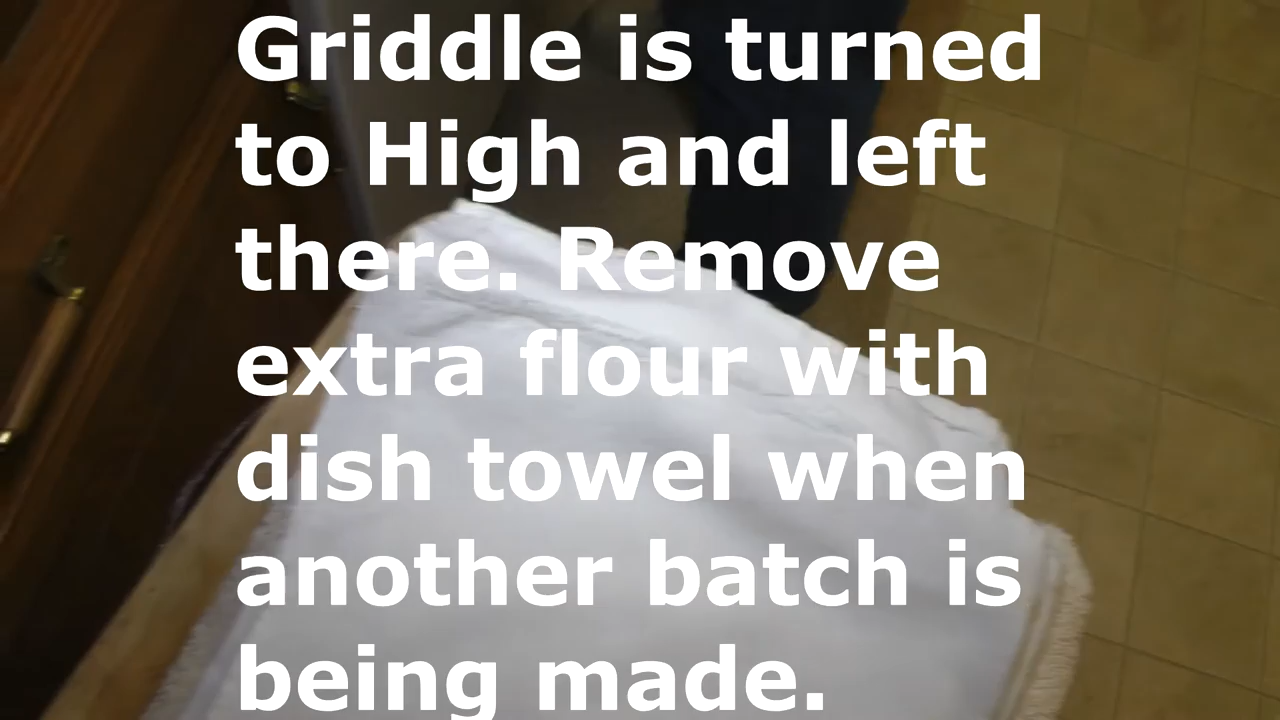 Griddle is turned
to High and left
there. Remove
extra flour with
dish towel when
another batch is
being made.